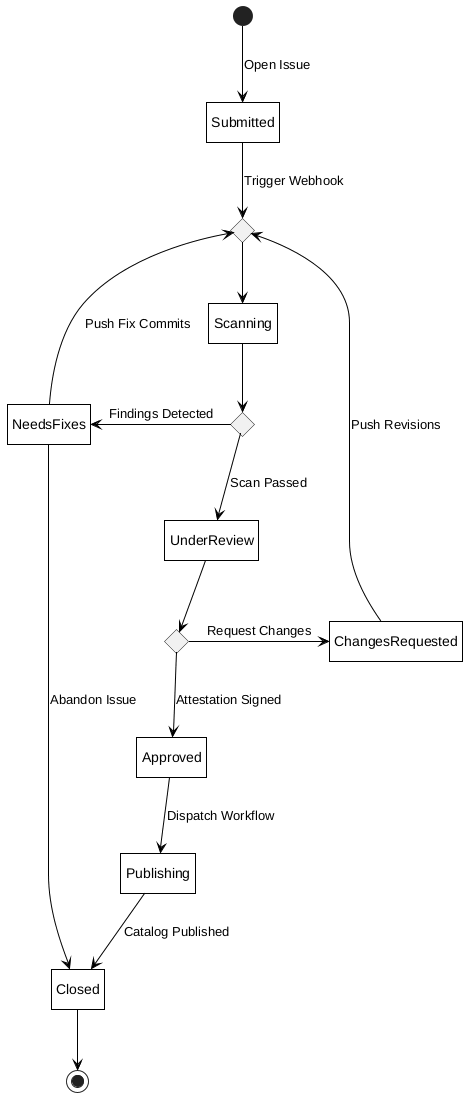 Open Issue
Submitted
Trigger Webhook
Scanning
Push Fix Commits
Findings Detected
NeedsFixes
Push Revisions
Scan Passed
UnderReview
Request Changes
ChangesRequested
Abandon Issue
Attestation Signed
Approved
Dispatch Workflow
Publishing
Catalog Published
Closed